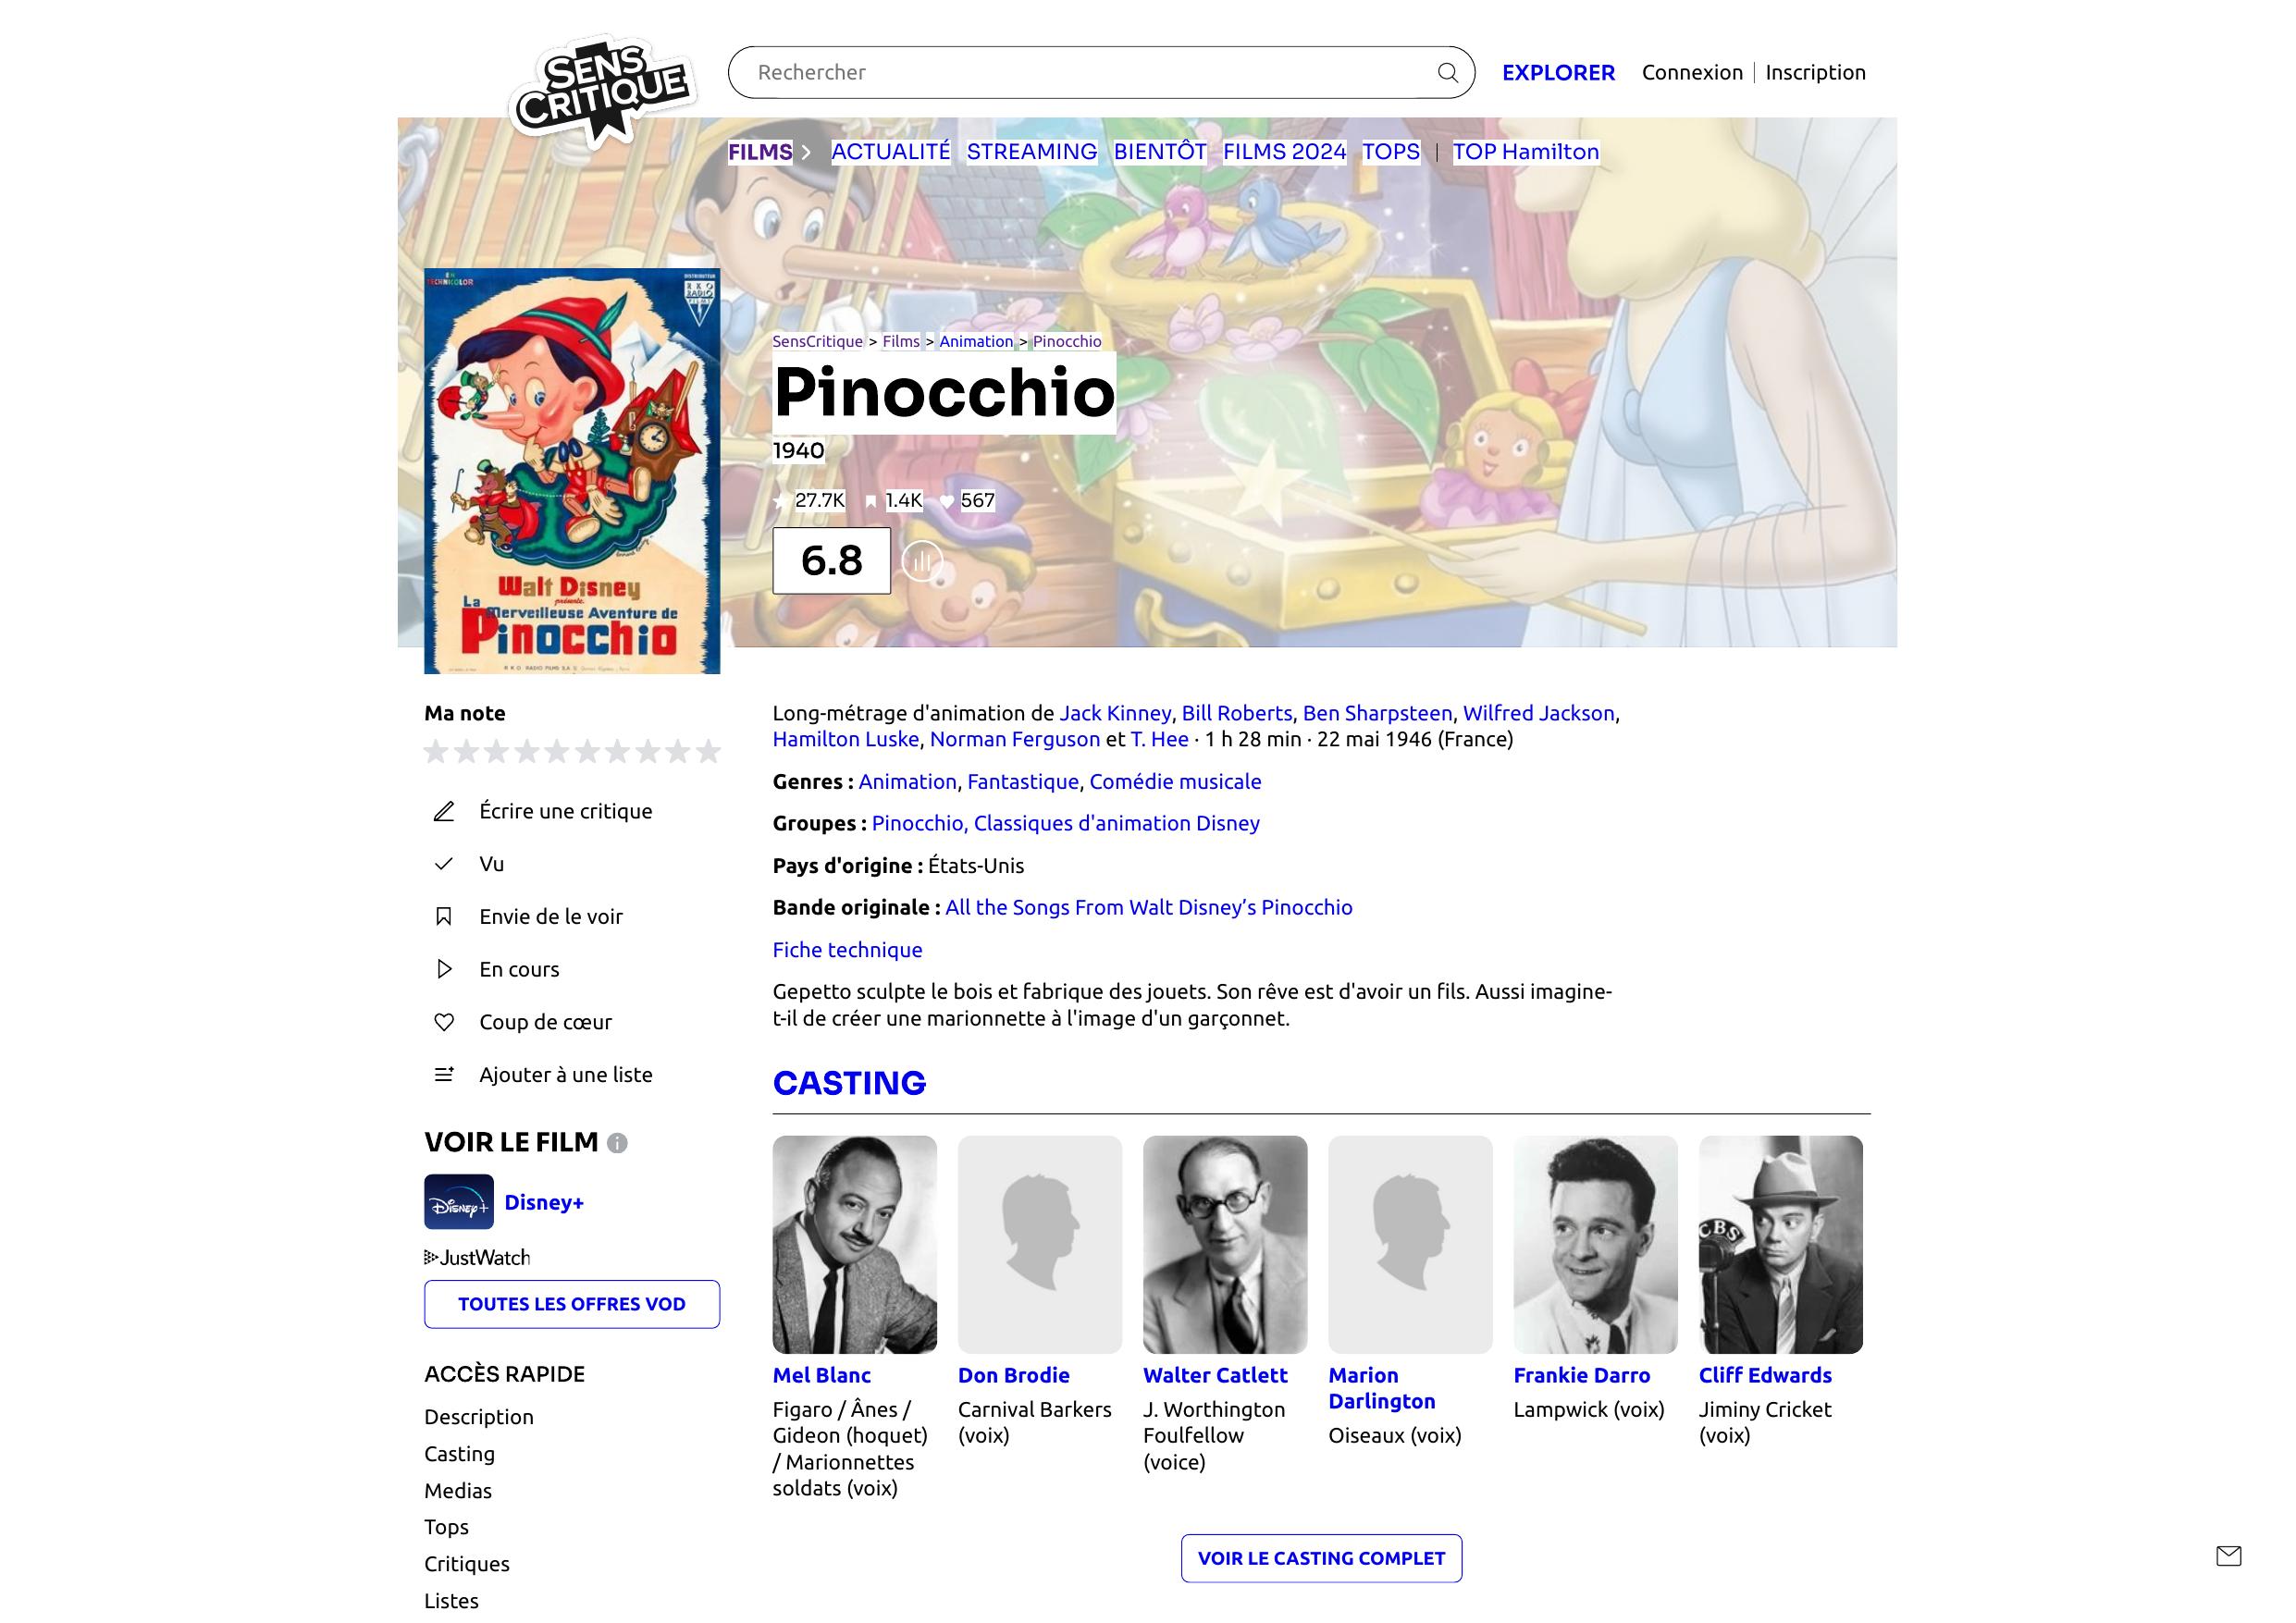 SENS
CRITIQUE
Rechercher
EXPLORER
Connexion
Inscription
FILMS
ACTUALITÉ
STREAMING
BIENTÔT
FILMS 2024
TOPS
TOP Hamilton
TECHNICOLOR
DISTRIBUTEUR
RKO
RADIO
FILMS
Walt Disney
présente
La
Merveilleuse Aventure de
Pinocchio
SensCritique > Films > Animation > Pinocchio
Pinocchio
1940
27.7K
1.4K
567
6.8
Ma note
Écrire une critique
Vu
Envie de le voir
En cours
Coup de cœur
Ajouter à une liste
VOIR LE FILM
Disney+
Disney+
JustWatch
TOUTES LES OFFRES VOD
ACCÈS RAPIDE
Description
Casting
Medias
Tops
Critiques
Listes
Long-métrage d'animation de Jack Kinney, Bill Roberts, Ben Sharpsteen, Wilfred Jackson,
Hamilton Luske, Norman Ferguson et T. Hee · 1 h 28 min · 22 mai 1946 (France)
Genres : Animation, Fantastique, Comédie musicale
Groupes : Pinocchio, Classiques d'animation Disney
Pays d'origine : États-Unis
Bande originale : All the Songs From Walt Disney’s Pinocchio
Fiche technique
Gepetto sculpte le bois et fabrique des jouets. Son rêve est d'avoir un fils. Aussi imagine-
t-il de créer une marionnette à l'image d'un garçonnet.
CASTING
Mel Blanc
Figaro / Ânes /
Gideon (hoquet)
/ Marionnettes
soldats (voix)
Don Brodie
Carnival Barkers
(voix)
Walter Catlett
J. Worthington
Foulfellow
(voice)
Marion
Darlington
Oiseaux (voix)
Frankie Darro
Lampwick (voix)
CBS
Cliff Edwards
Jiminy Cricket
(voix)
VOIR LE CASTING COMPLET